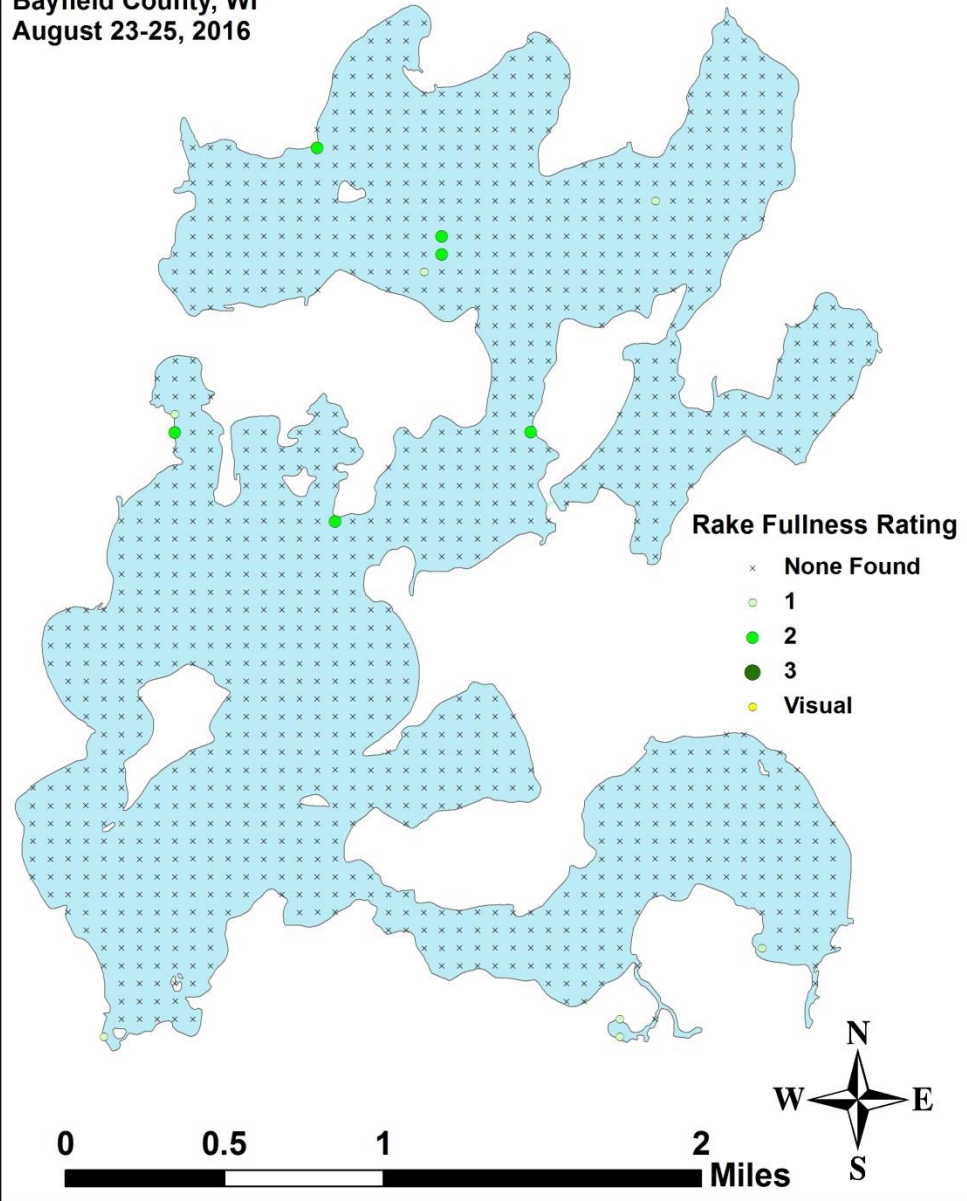 Bayfield County, WI
August 23-25, 2016
Rake Fullness Rating
None Found
1
2
3
Visual
N
W E
S
0 0.5 1 2
Miles